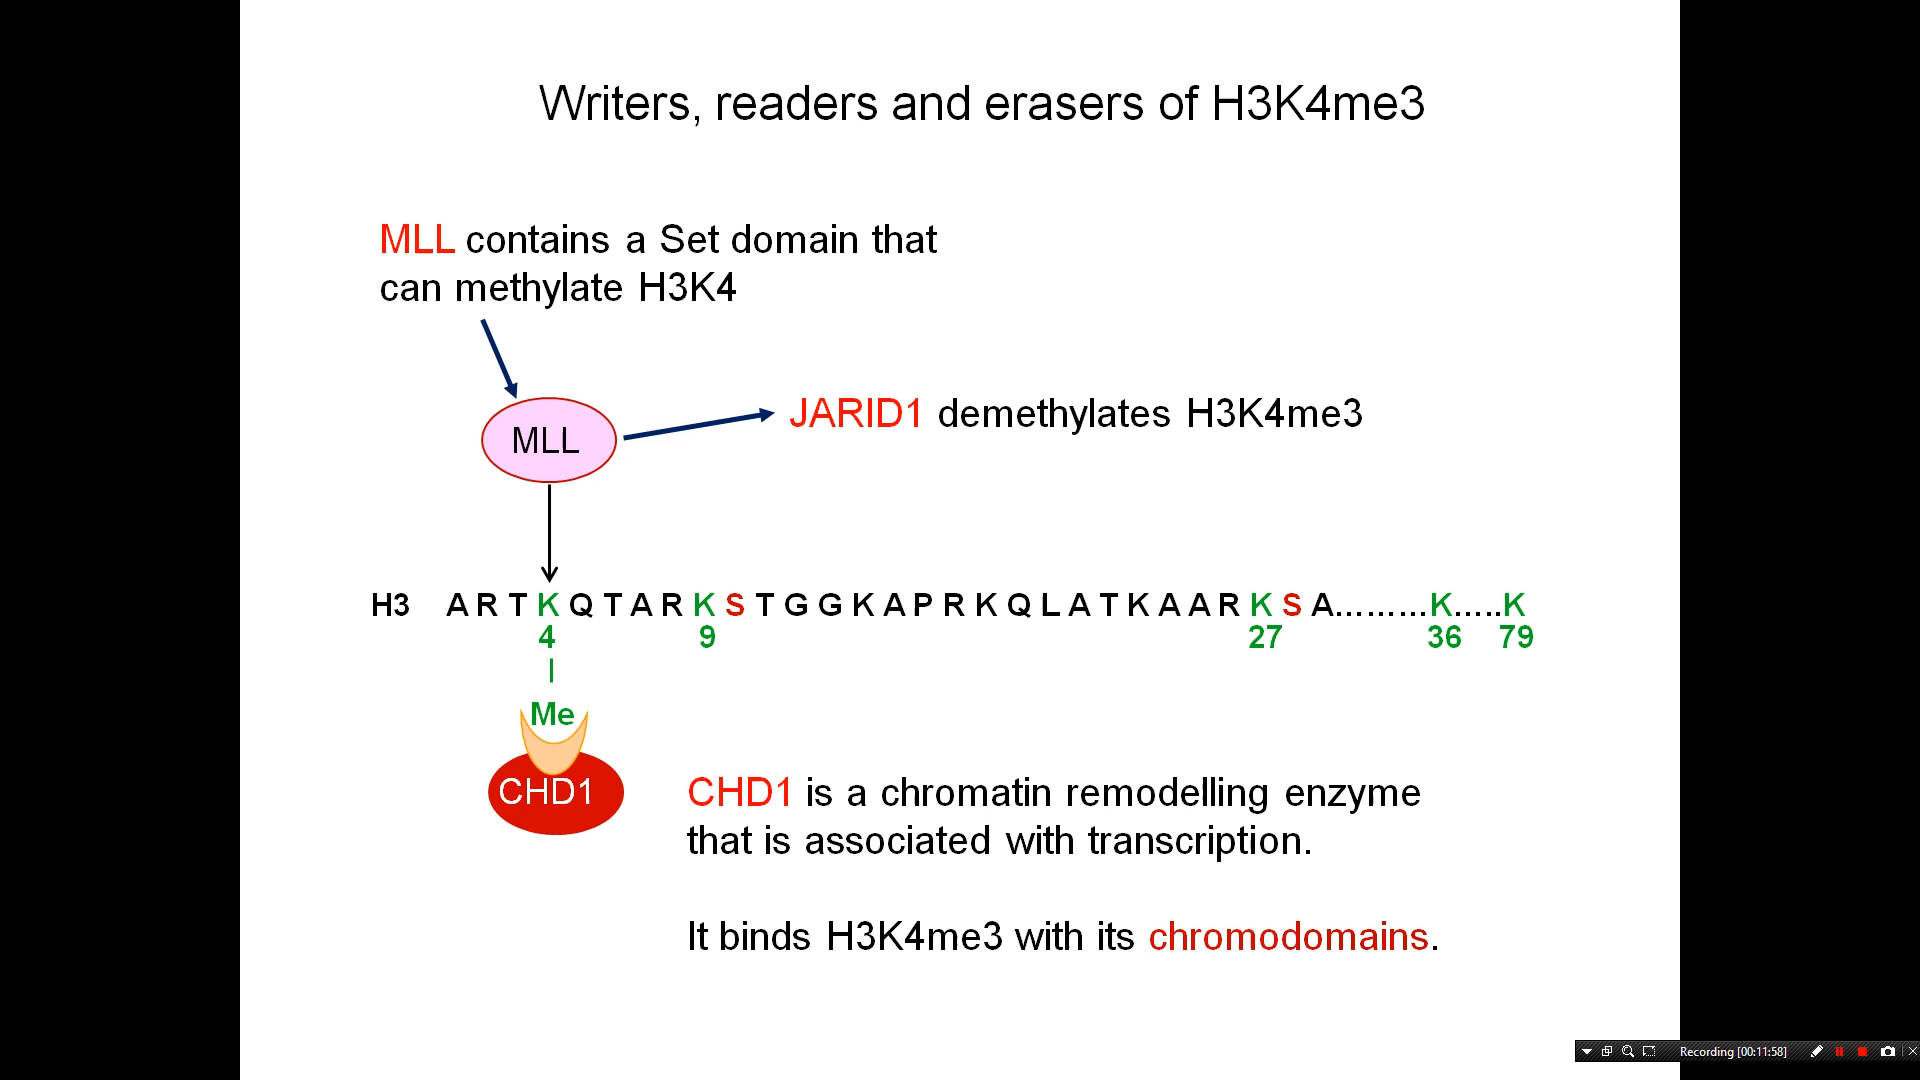 Writers, readers and erasers of H3K4me3
MLL contains a Set domain that
can methylate H3K4
MLL
JARID1 demethylates H3K4me3
H3 A R T K Q T A R K S T G G K A P R K Q L A T K A A R K S A.........K.....K
4 9 27 36 79
Me
CHD1
CHD1 is a chromatin remodelling enzyme
that is associated with transcription.
It binds H3K4me3 with its chromodomains.
Recording [00:11:58]